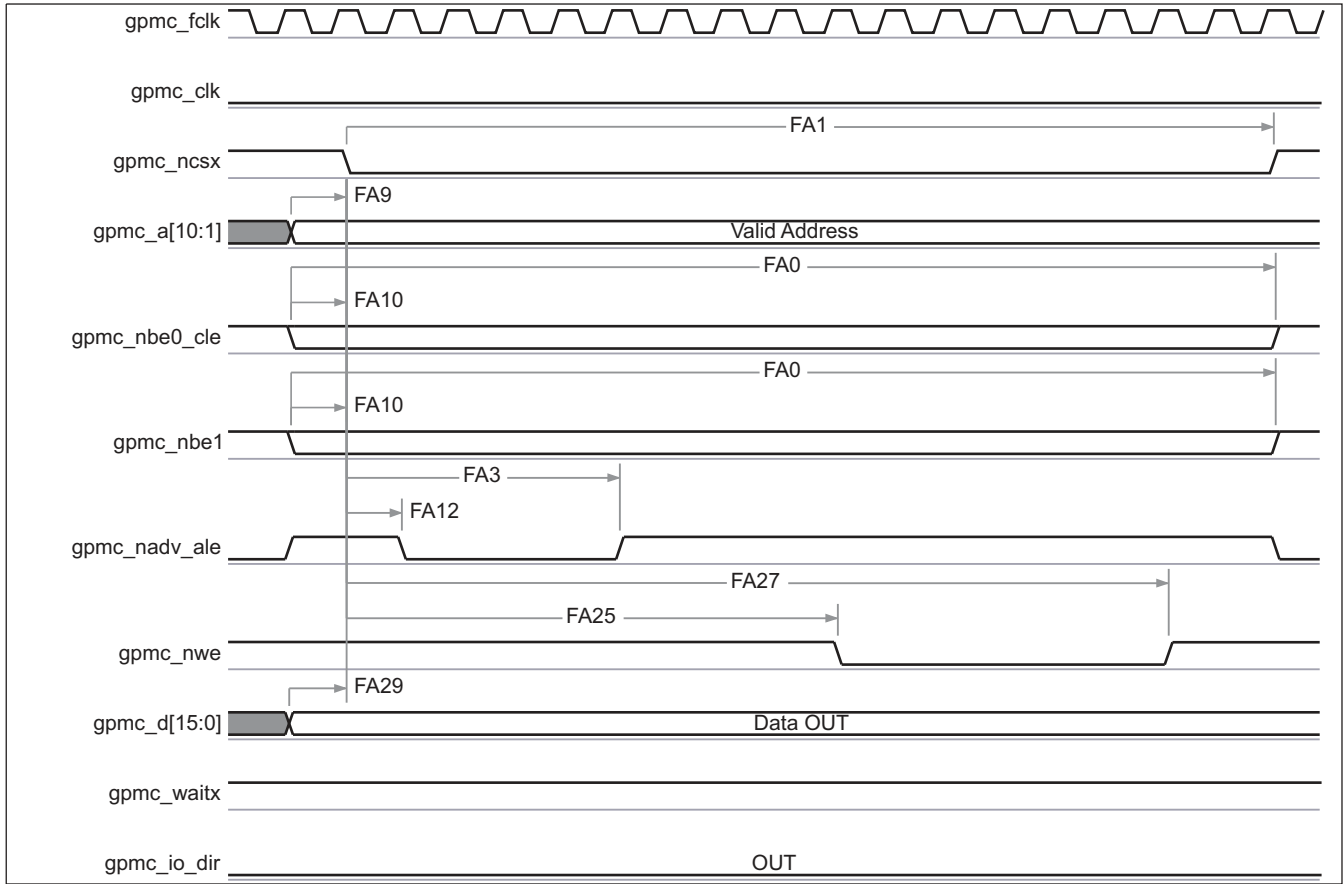 gpmc_fclk
gpmc_clk
FA1
gpmc_ncsx
FA9
gpmc_a[10:1]
Valid Address
FA0
FA10
gpmc_nbe0_cle
FA0
FA10
gpmc_nbe1
FA3
FA12
gpmc_nadv_ale
FA27
FA25
gpmc_nwe
FA29
gpmc_d[15:0]
Data OUT
gpmc_waitx
gpmc_io_dir
OUT